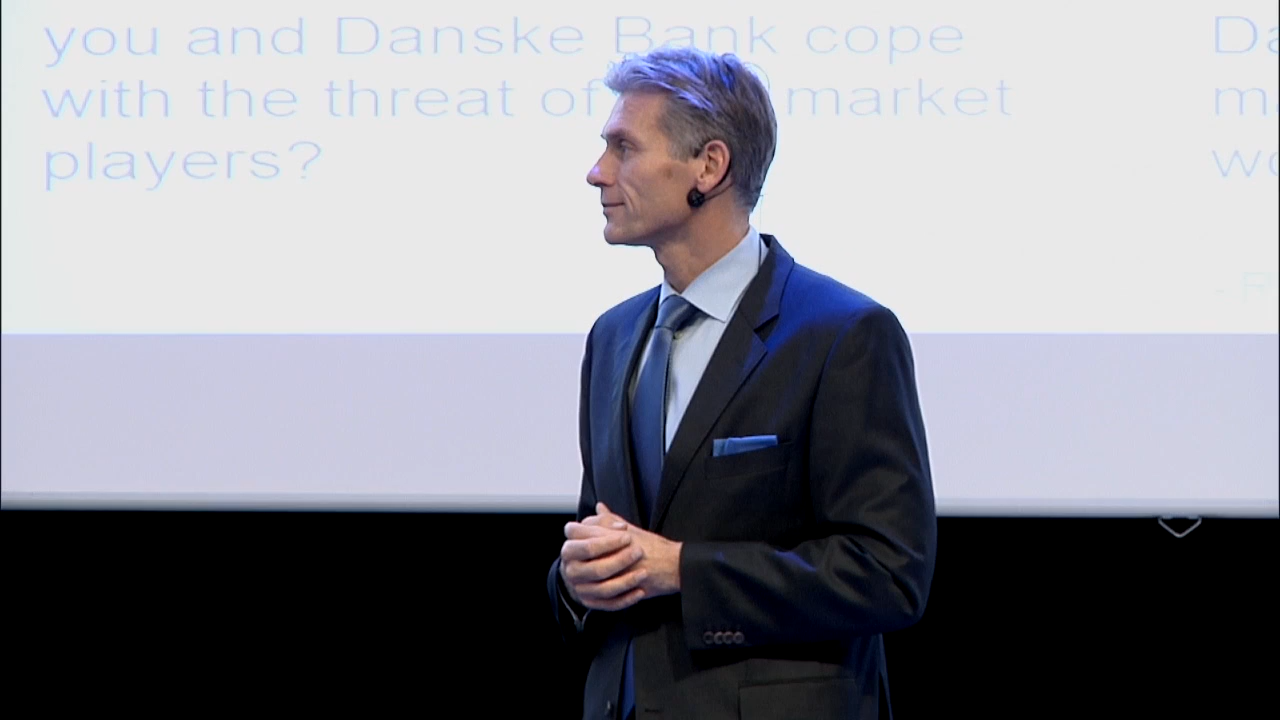 you and Danske Bank cope
with the threat of market
players?
Da
m
wo